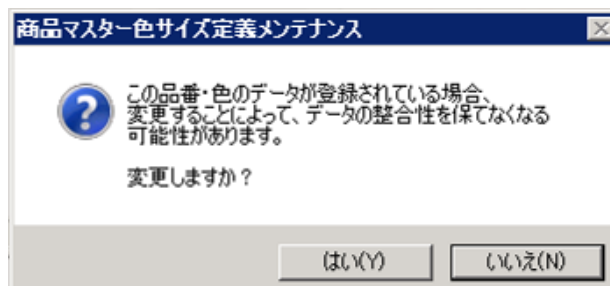 商品マスター色サイズ定義メンテナンス
この品番・色のデータが登録されている場合、
変更することによって、データの整合性を保てなくなる
可能性があります。
変更しますか？
はい(Y)
いいえ(N)